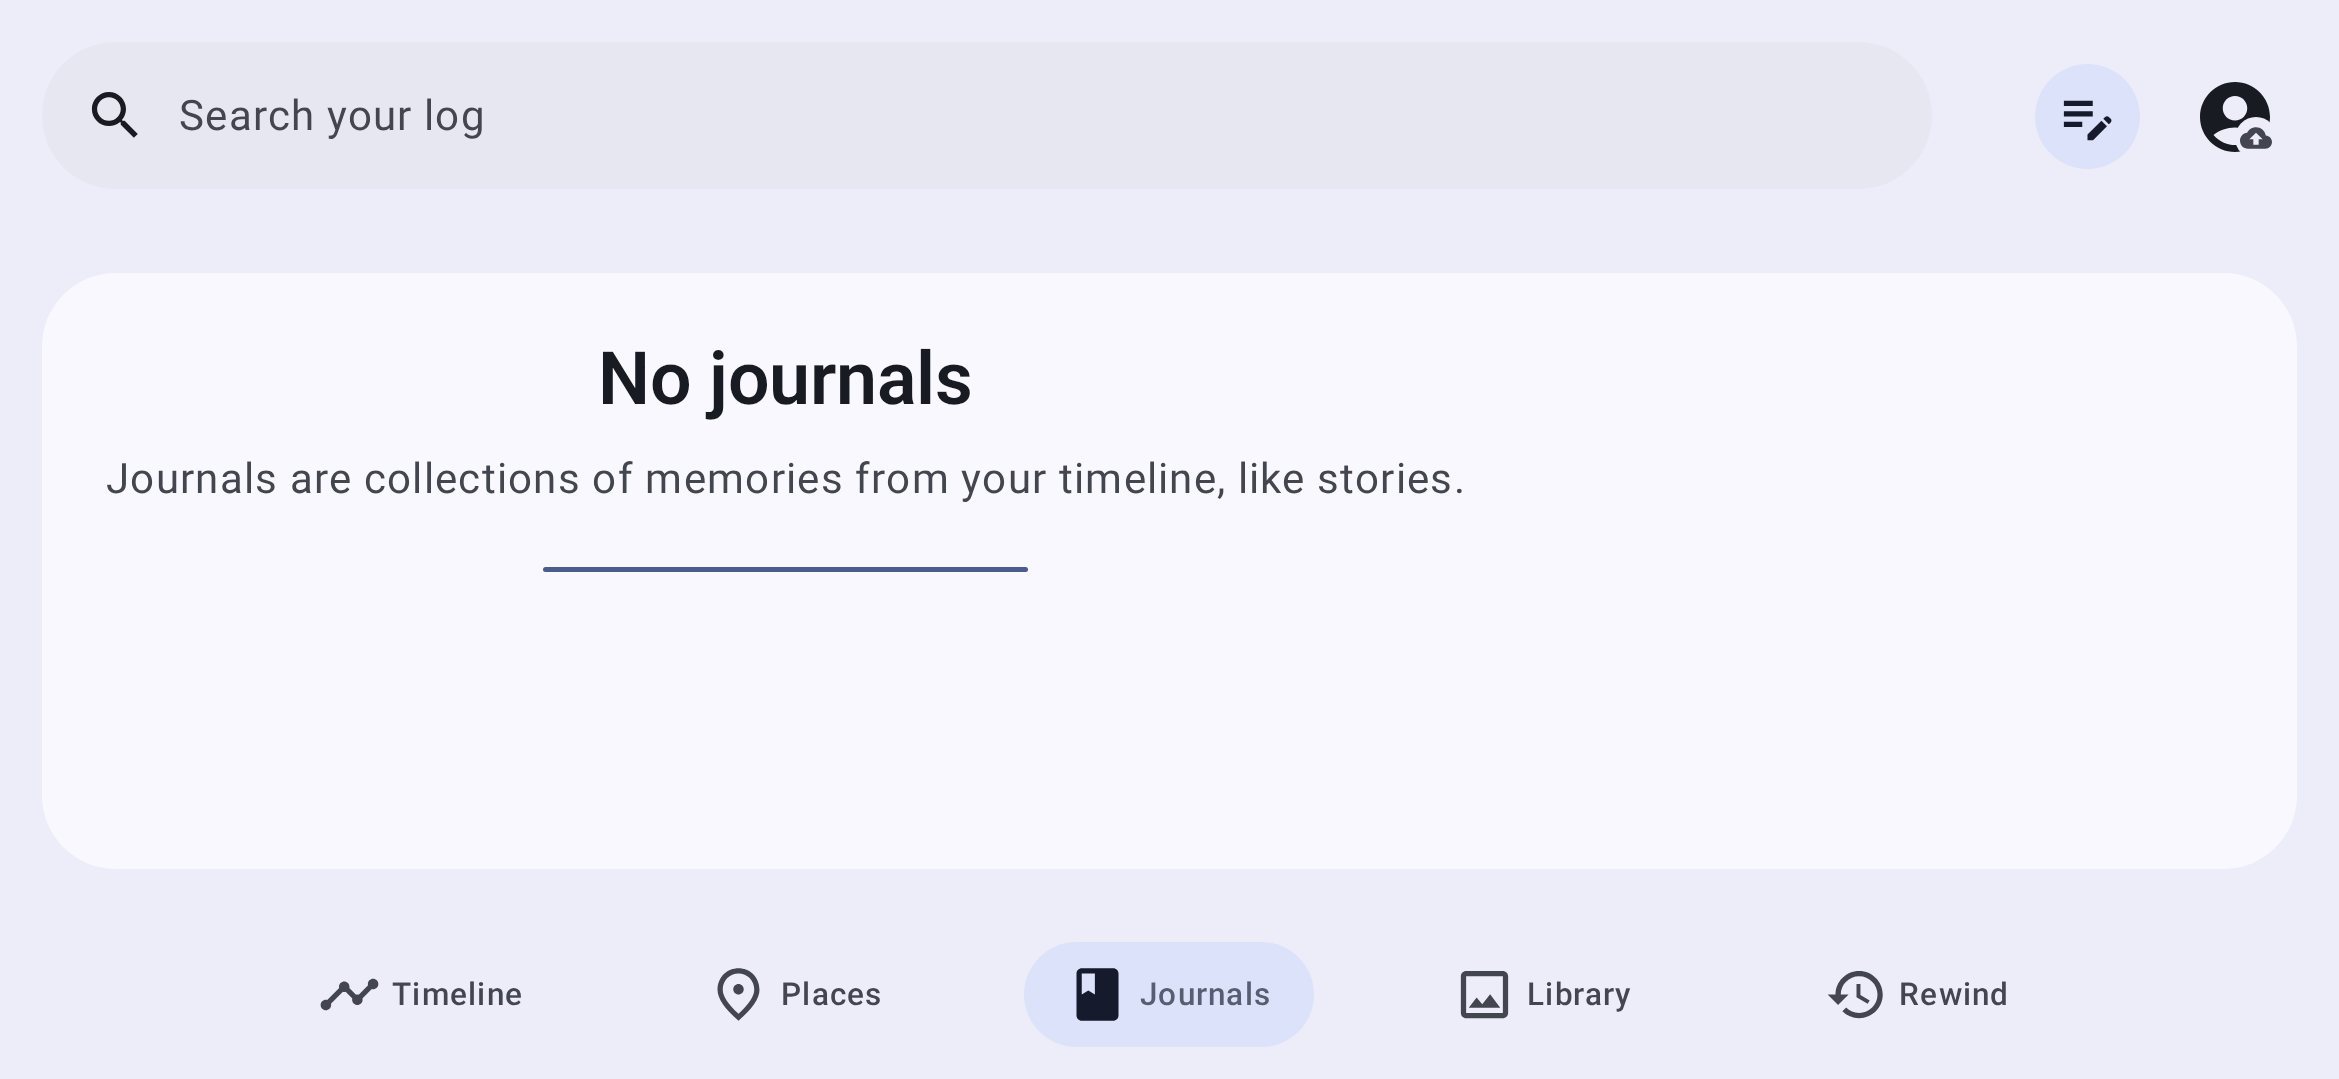 Search your log
No journals
Journals are collections of memories from your timeline, like stories.
Timeline
Places
Journals
Library
Rewind